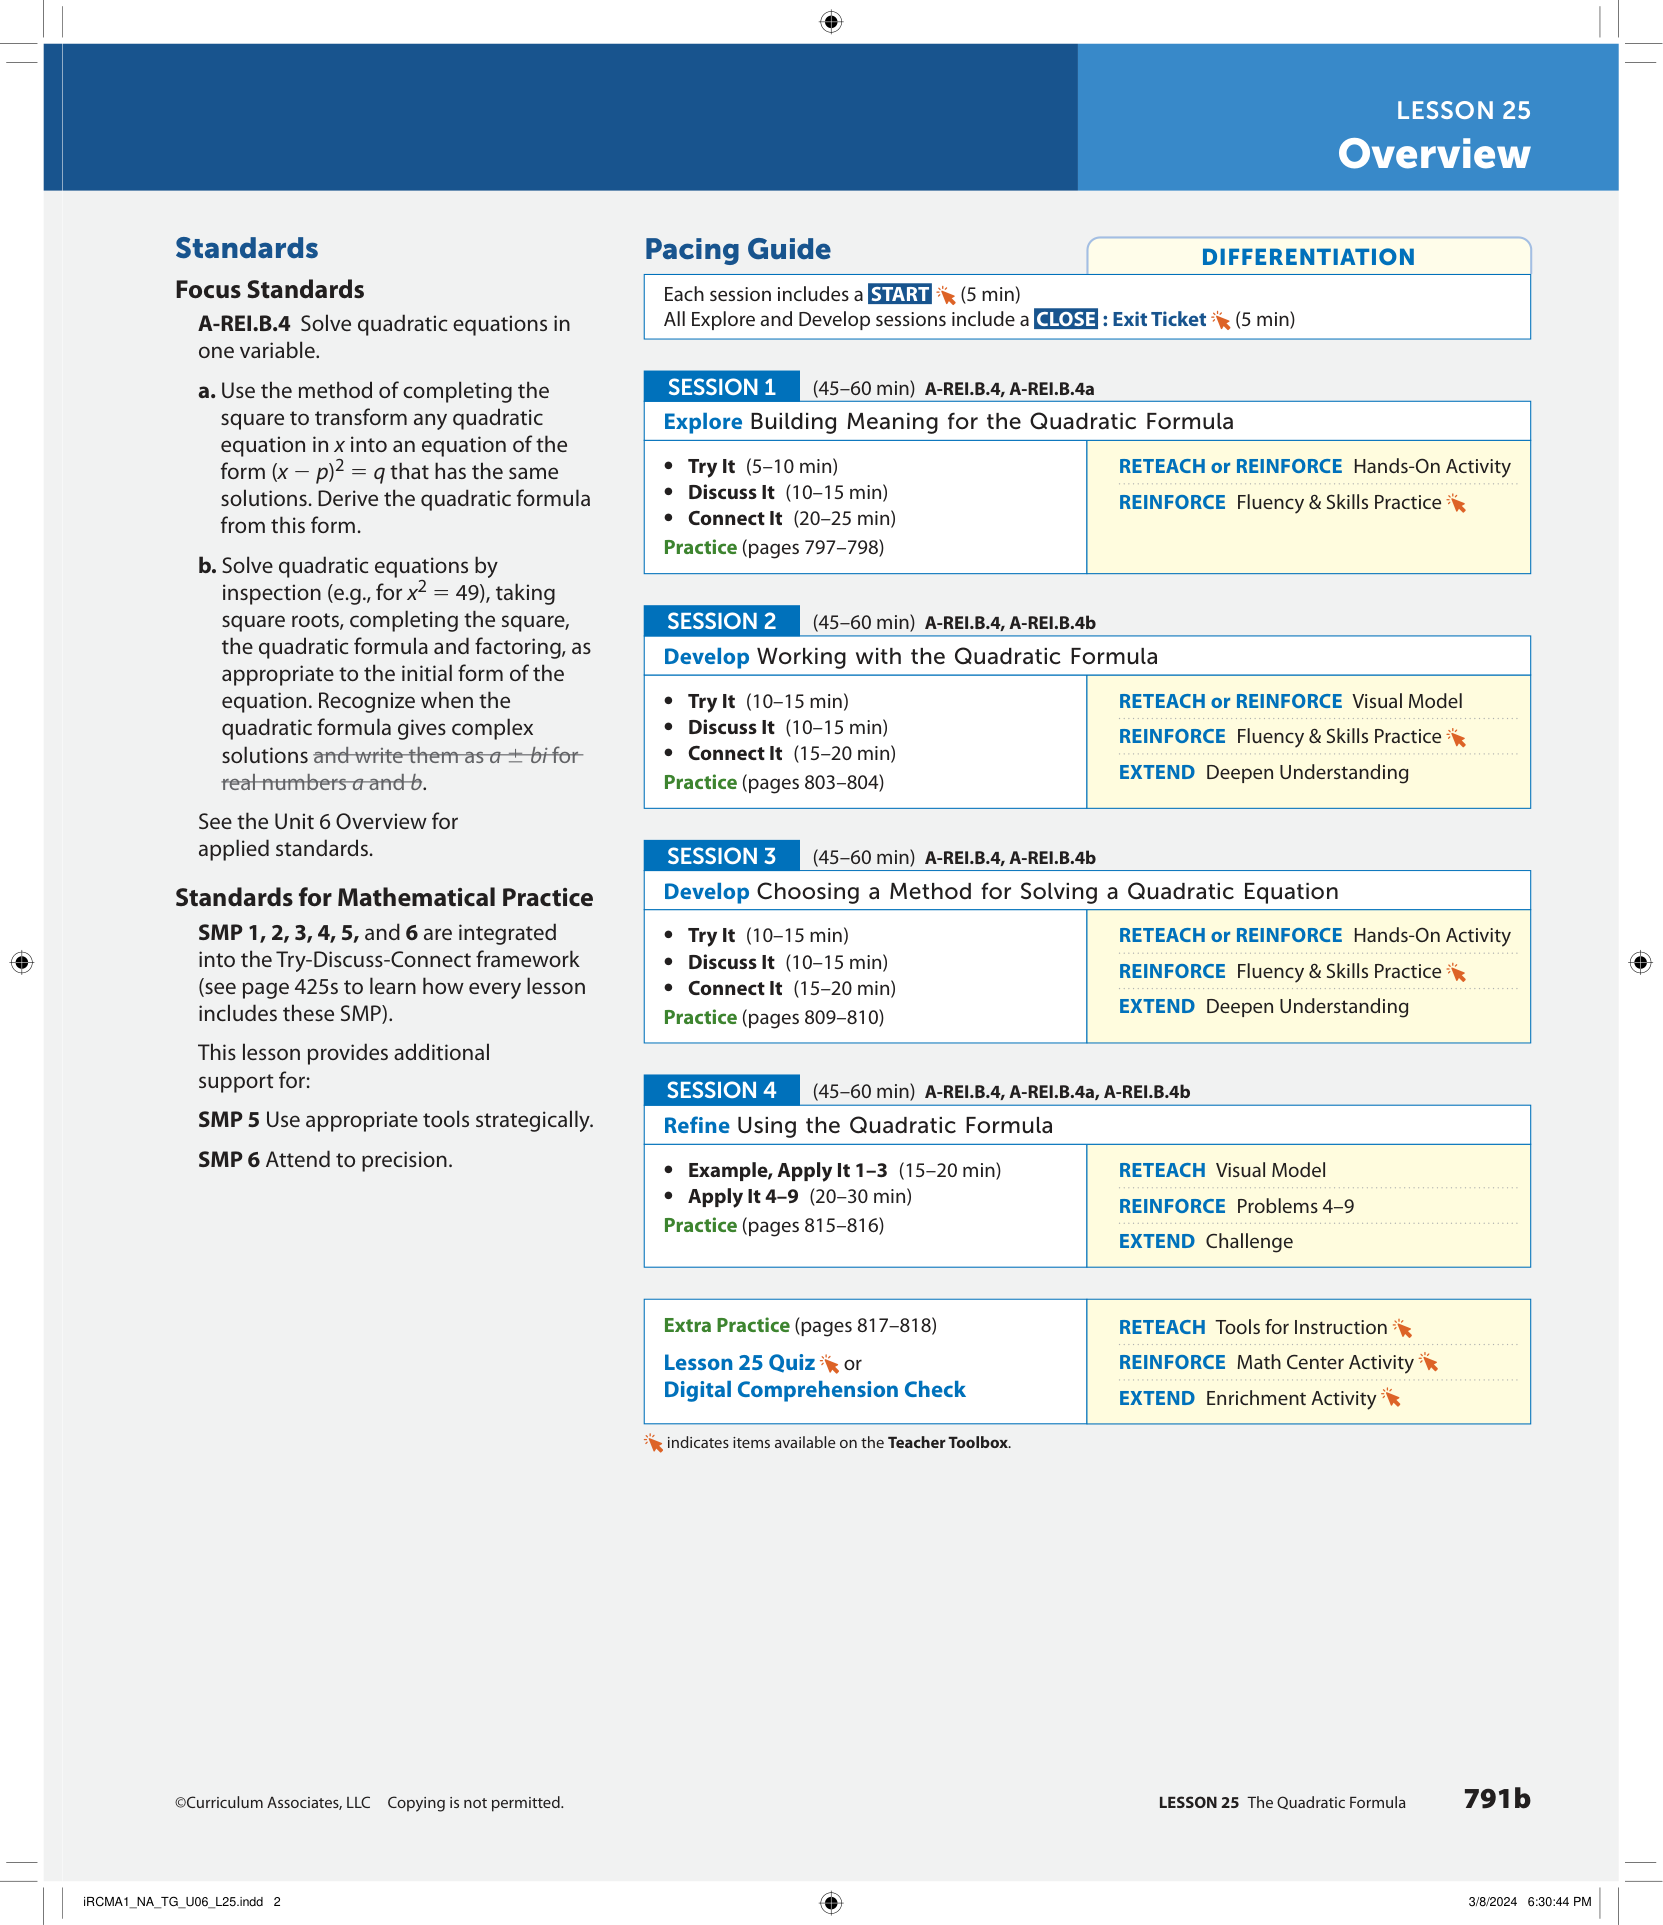 LESSON 25
Overview
Standards
Focus Standards
A-REI.B.4 Solve quadratic equations in
one variable.
a. Use the method of completing the
square to transform any quadratic
equation in x into an equation of the
form (x − p)² = q that has the same
solutions. Derive the quadratic formula
from this form.
b. Solve quadratic equations by
inspection (e.g., for x² = 49), taking
square roots, completing the square,
the quadratic formula and factoring, as
appropriate to the initial form of the
equation. Recognize when the
quadratic formula gives complex
solutions and write them as a ± bi for
real numbers a and b.
See the Unit 6 Overview for
applied standards.
Standards for Mathematical Practice
SMP 1, 2, 3, 4, 5, and 6 are integrated
into the Try-Discuss-Connect framework
(see page 425s to learn how every lesson
includes these SMP).
This lesson provides additional
support for:
SMP 5 Use appropriate tools strategically.
SMP 6 Attend to precision.
Pacing Guide
DIFFERENTIATION
Each session includes a START (5 min)
All Explore and Develop sessions include a CLOSE : Exit Ticket (5 min)
SESSION 1 (45–60 min) A-REI.B.4, A-REI.B.4a
Explore Building Meaning for the Quadratic Formula
• Try It (5–10 min)
• Discuss It (10–15 min)
• Connect It (20–25 min)
Practice (pages 797–798)
RETEACH or REINFORCE Hands-On Activity
REINFORCE Fluency & Skills Practice
SESSION 2 (45–60 min) A-REI.B.4, A-REI.B.4b
Develop Working with the Quadratic Formula
• Try It (10–15 min)
• Discuss It (10–15 min)
• Connect It (15–20 min)
Practice (pages 803–804)
RETEACH or REINFORCE Visual Model
REINFORCE Fluency & Skills Practice
EXTEND Deepen Understanding
SESSION 3 (45–60 min) A-REI.B.4, A-REI.B.4b
Develop Choosing a Method for Solving a Quadratic Equation
• Try It (10–15 min)
• Discuss It (10–15 min)
• Connect It (15–20 min)
Practice (pages 809–810)
RETEACH or REINFORCE Hands-On Activity
REINFORCE Fluency & Skills Practice
EXTEND Deepen Understanding
SESSION 4 (45–60 min) A-REI.B.4, A-REI.B.4a, A-REI.B.4b
Refine Using the Quadratic Formula
• Example, Apply It 1–3 (15–20 min)
• Apply It 4–9 (20–30 min)
Practice (pages 815–816)
RETEACH Visual Model
REINFORCE Problems 4–9
EXTEND Challenge
Extra Practice (pages 817–818)
Lesson 25 Quiz or
Digital Comprehension Check
RETEACH Tools for Instruction
REINFORCE Math Center Activity
EXTEND Enrichment Activity
indicates items available on the Teacher Toolbox.
©Curriculum Associates, LLC Copying is not permitted.
LESSON 25 The Quadratic Formula 791b
iRCMA1_NA_TG_U06_L25.indd 2
3/8/2024 6:30:44 PM